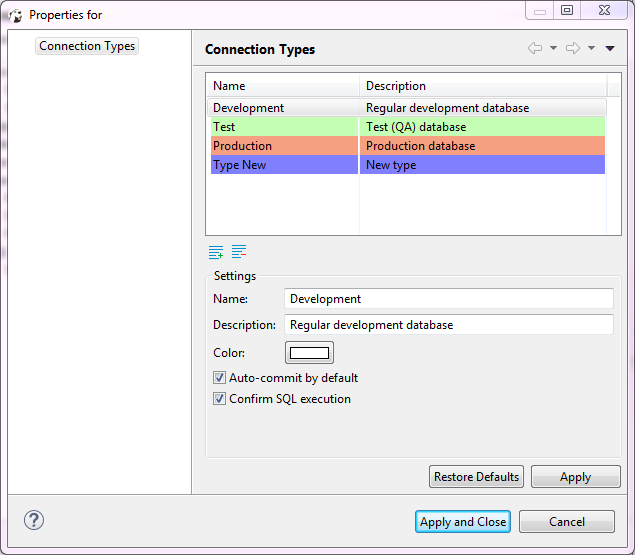 Properties for
Connection Types
Connection Types
Name Description
Development Regular development database
Test Test (QA) database
Production Production database
Type New New type
Settings
Name: Development
Description: Regular development database
Color:
Auto-commit by default
Confirm SQL execution
Restore Defaults Apply
? Apply and Close Cancel